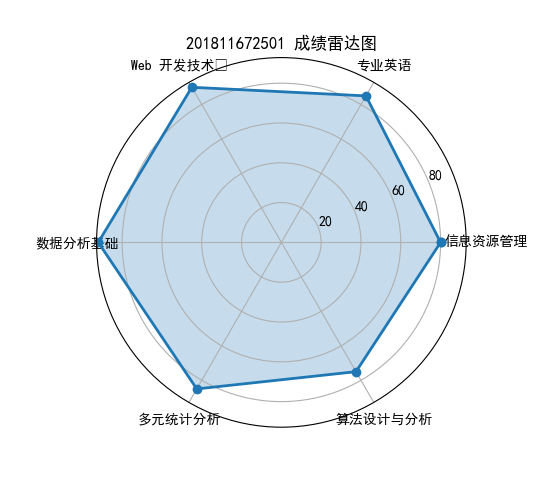 201811672501 成绩雷达图
Web 开发技术□
专业英语
80
60
40
20
数据分析基础
信息资源管理
多元统计分析
算法设计与分析